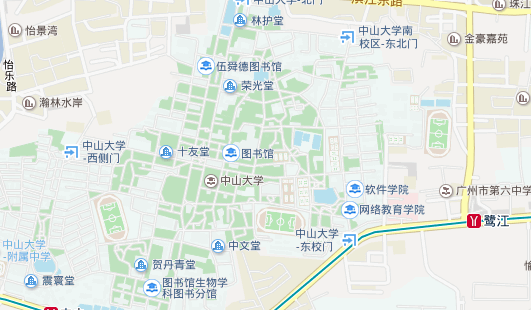 中山大学-北门
滨江东路
珠江
林护堂
怡景湾
中山大学南
校区-东北门
金豪嘉苑
怡乐路
伍舜德图书馆
荣光堂
瀚林水岸
中山大学
-西侧门
十友堂
图书馆
中山大学
软件学院
广州市第六中学
网络教育学院
鹭江
中山大学
-附属中学
中文堂
中山大学
-东校门
贺丹青堂
震寰堂
图书馆生物学
科图书分馆